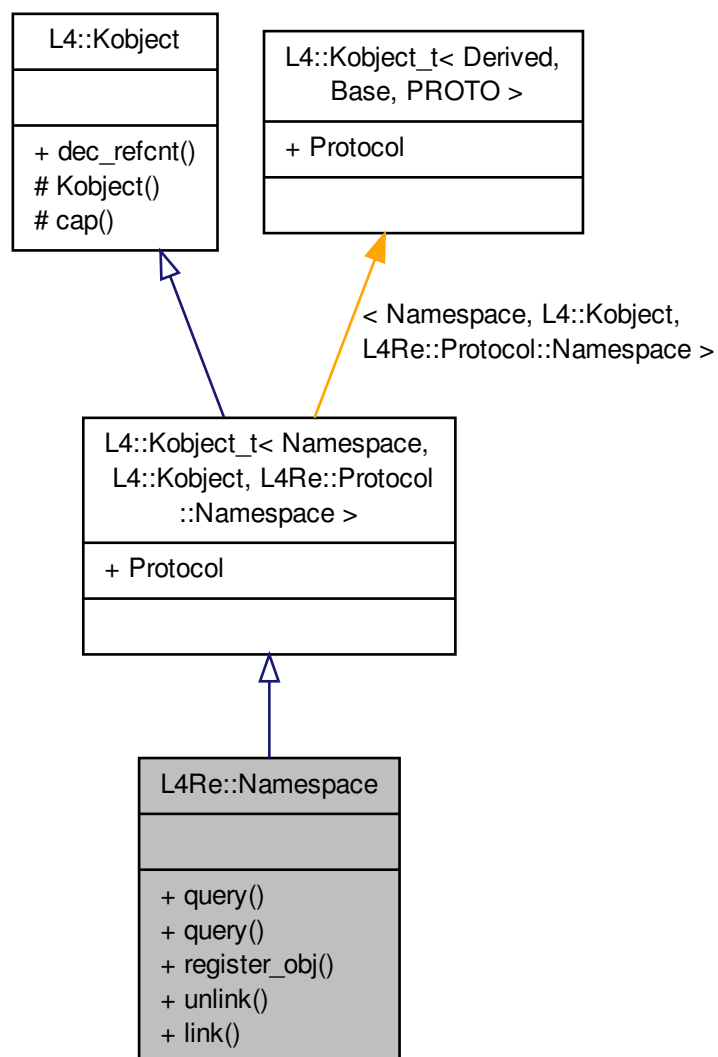 L4::Kobject
+ dec_refcnt()
# Kobject()
# cap()
L4::Kobject_t< Derived,
Base, PROTO >
+ Protocol
< Namespace, L4::Kobject,
L4Re::Protocol::Namespace >
L4::Kobject_t< Namespace,
L4::Kobject, L4Re::Protocol
::Namespace >
+ Protocol
L4Re::Namespace
+ query()
+ query()
+ register_obj()
+ unlink()
+ link()